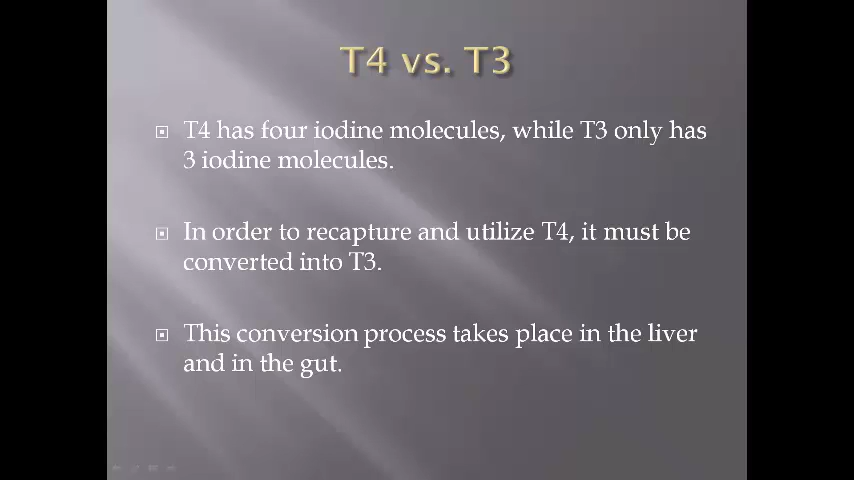 T4 vs. T3
T4 has four iodine molecules, while T3 only has
3 iodine molecules.
In order to recapture and utilize T4, it must be
converted into T3.
This conversion process takes place in the liver
and in the gut.